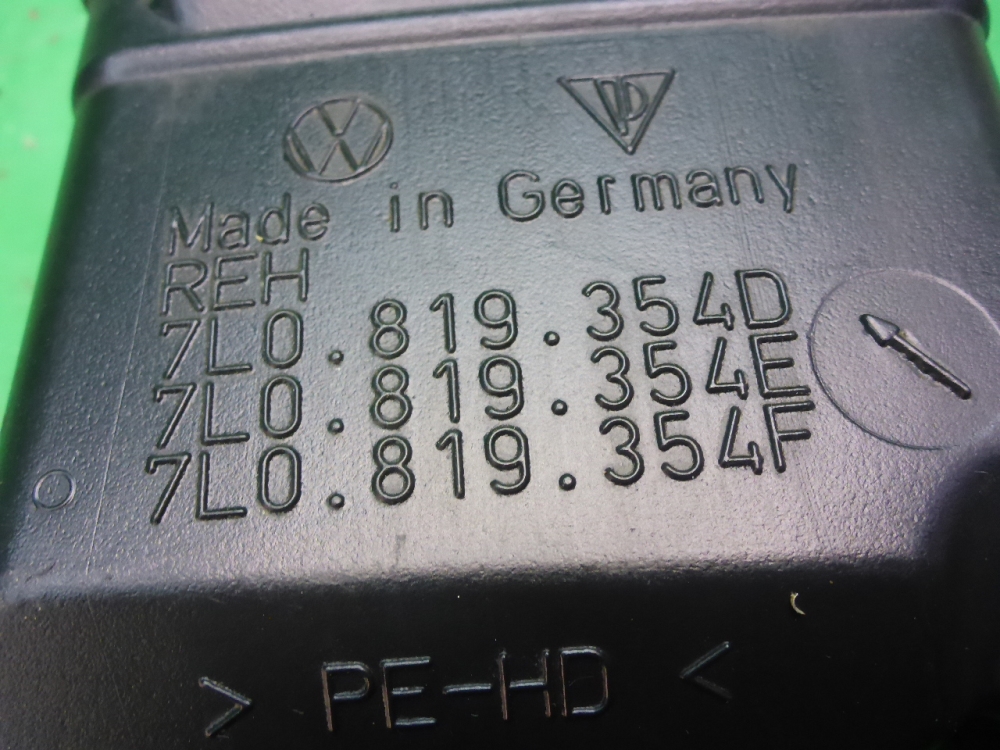 Made in Germany
REH
7L0.819.354D
7L0.819.354E
7L0.819.354F
> PE-HD <